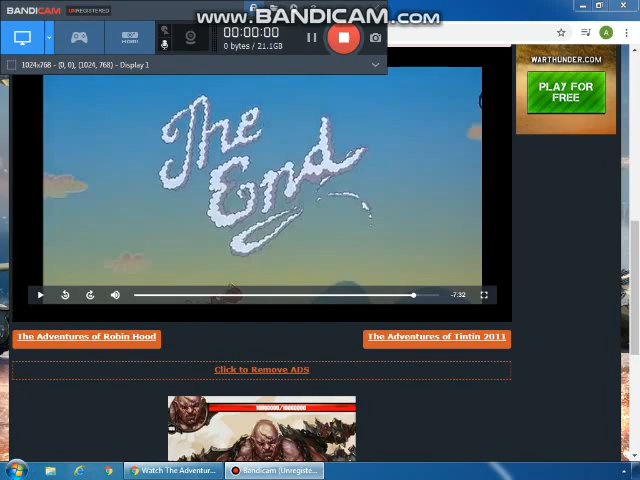 BANDICAM UNREGISTERED
www.BANDICAM.com
00:00:00
0 bytes / 21.1GB
1024x768 - (0, 0), (1024, 768) - Display 1
A
WARTHUNDER.COM
PLAY FOR
FREE
The
End
-7:32
The Adventures of Robin Hood
The Adventures of Tintin 2011
Click to Remove ADS
Watch The Adventur...
Bandicam (Unregiste...